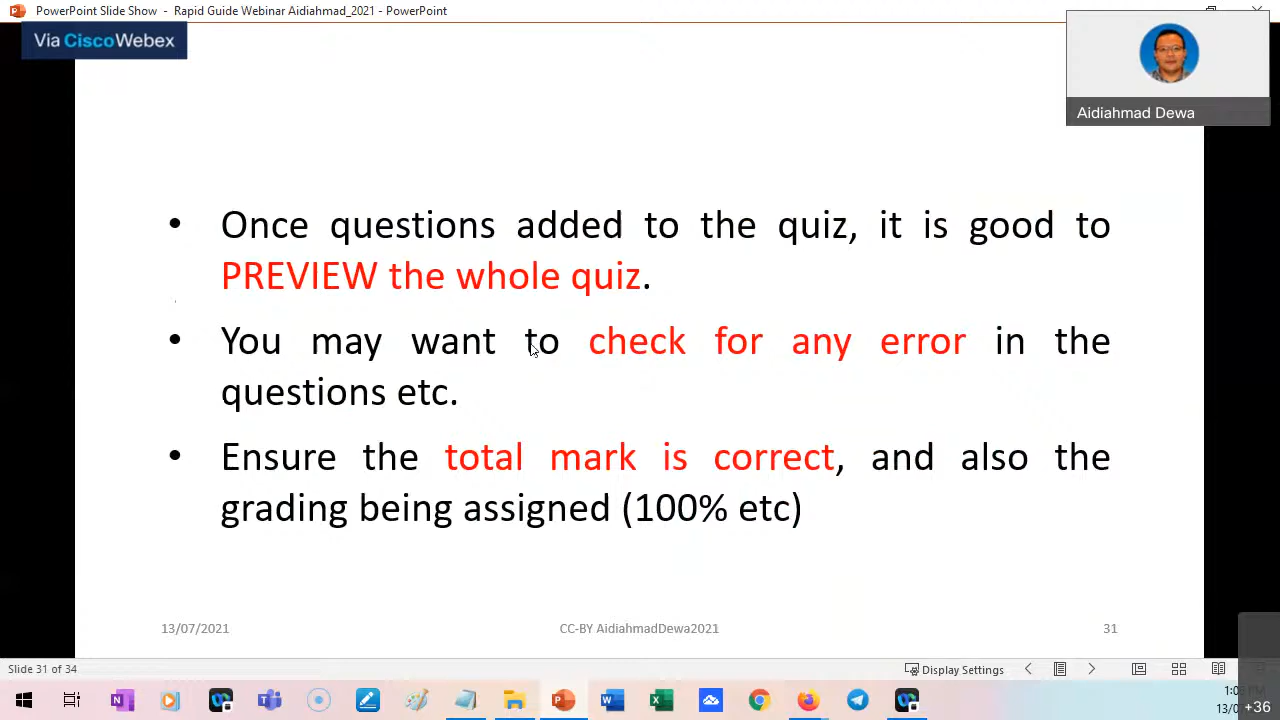 PowerPoint Slide Show - Rapid Guide Webinar Aidiahmad_2021 - PowerPoint
Via CiscoWebex
Aidiahmad Dewa
• Once questions added to the quiz, it is good to
PREVIEW the whole quiz.
• You may want to check for any error in the
questions etc.
• Ensure the total mark is correct, and also the
grading being assigned (100% etc)
13/07/2021 CC-BY AidiahmadDewa2021 31
Slide 31 of 34 Display Settings
+36